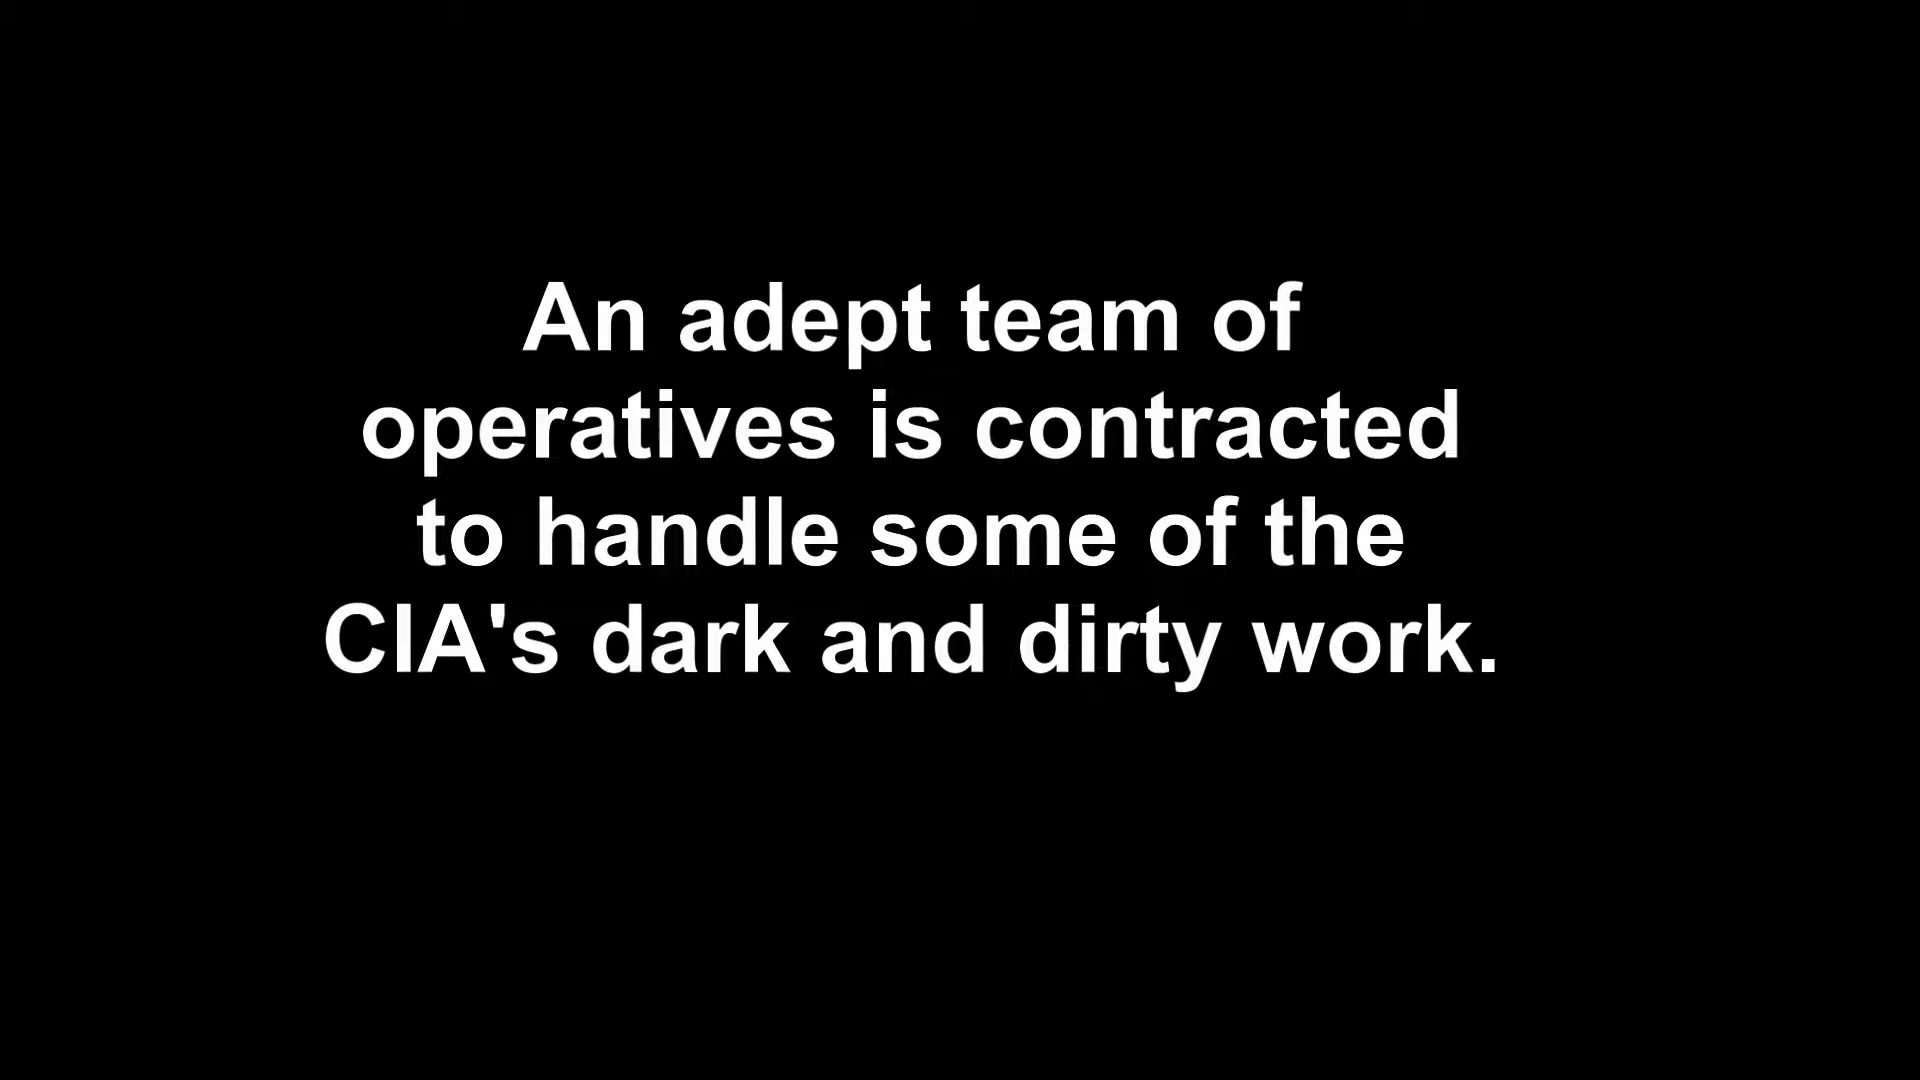 An adept team of
operatives is contracted
to handle some of the
CIA's dark and dirty work.